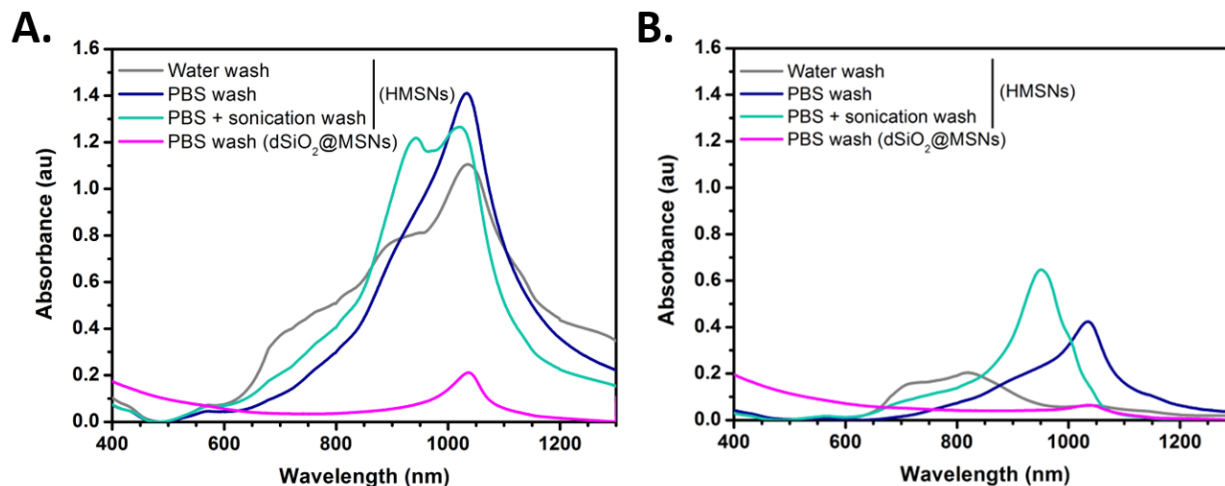 A.
1.6
1.4
1.2
1.0
0.8
0.6
0.4
0.2
0.0
Absorbance (au)
Water wash
PBS wash
PBS + sonication wash
PBS wash (dSiO₂@MSNs)
(HMSNs)
400 600 800 1000 1200
Wavelength (nm)
B.
1.6
1.4
1.2
1.0
0.8
0.6
0.4
0.2
0.0
Absorbance (au)
Water wash
PBS wash
PBS + sonication wash
PBS wash (dSiO₂@MSNs)
(HMSNs)
400 600 800 1000 1200
Wavelength (nm)